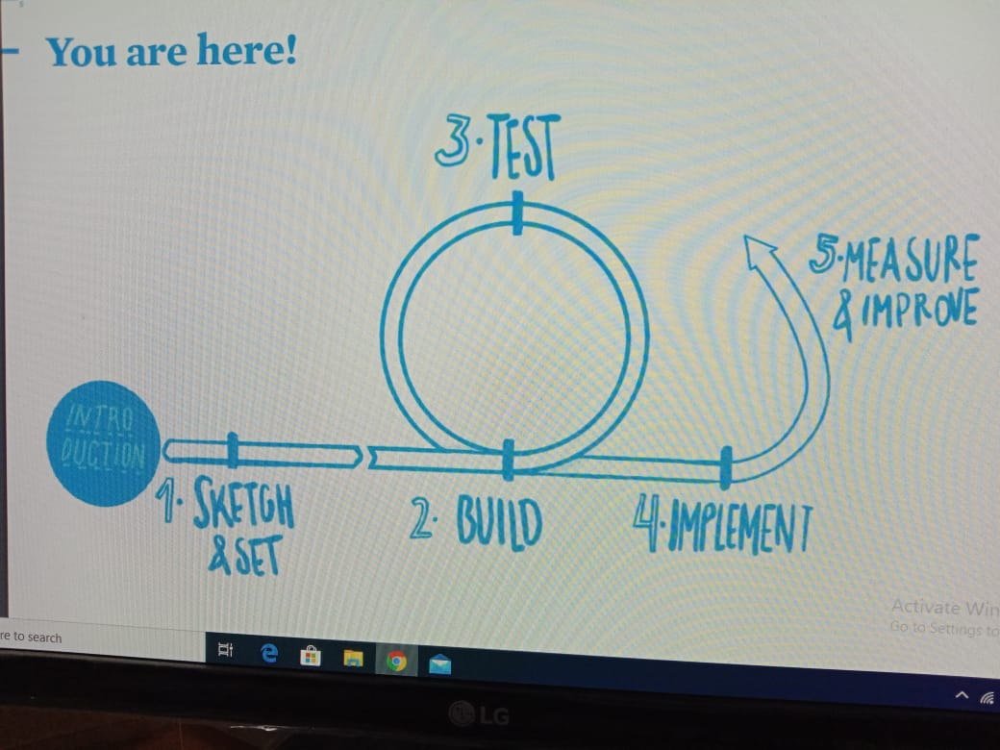 You are here!
3. TEST
5. MEASURE
& IMPROVE
INTRO
DUCTION
1. SKETCH
& SET
2. BUILD
4. IMPLEMENT
Activate Win
Go to Settings to
re to search
LG